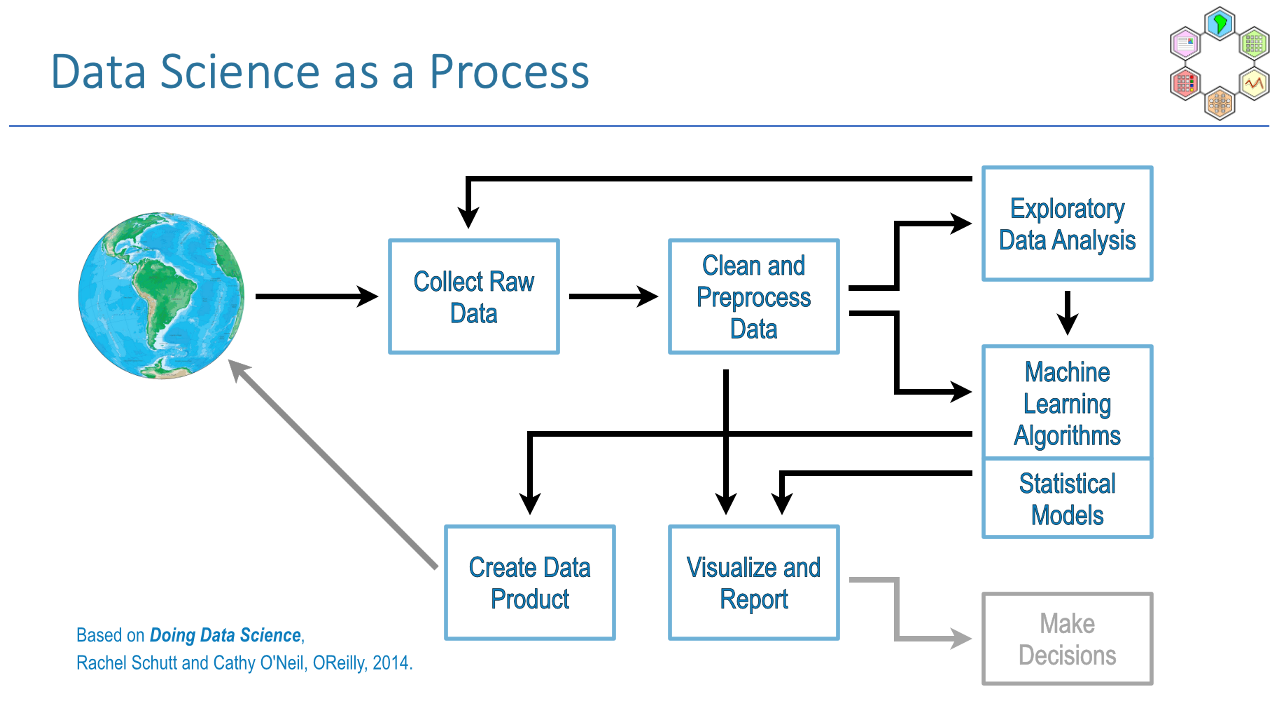 Data Science as a Process
Exploratory
Data Analysis
Collect Raw
Data
Clean and
Preprocess
Data
Machine
Learning
Algorithms
Statistical
Models
Create Data
Product
Visualize and
Report
Make
Decisions
Based on Doing Data Science,
Rachel Schutt and Cathy O'Neil, OReilly, 2014.